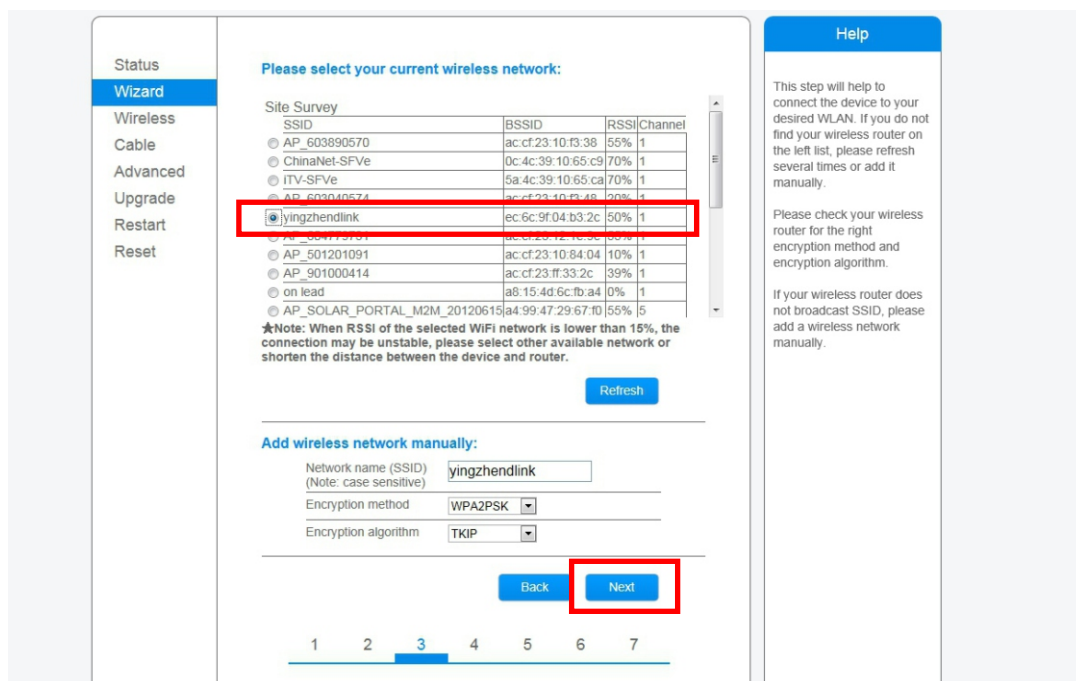 Status
Wizard
Wireless
Cable
Advanced
Upgrade
Restart
Reset
Please select your current wireless network:
Site Survey
SSID BSSID RSSI Channel
AP_603890570 ac:cf:23:10:f3:38 55% 1
ChinaNet-SFVe 0c:4c:39:10:65:c9 70% 1
iTV-SFVe 5a:4c:39:10:65:ca 70% 1
AP_603040574 ac:cf:23:10:f3:48 20% 1
yingzhendlink ec:6c:9f:04:b3:2c 50% 1
AP_501201091 ac:cf:23:10:84:04 10% 1
AP_901000414 ac:cf:23:ff:33:2c 39% 1
on lead a8:15:4d:6c:fb:a4 0% 1
AP_SOLAR_PORTAL_M2M_20120615 a4:99:47:29:67:f0 55% 5
★Note: When RSSI of the selected WiFi network is lower than 15%, the
connection may be unstable, please select other available network or
shorten the distance between the device and router.
Refresh
Add wireless network manually:
Network name (SSID)
(Note: case sensitive)
yingzhendlink
Encryption method WPA2PSK
Encryption algorithm TKIP
Back Next
1 2 3 4 5 6 7
Help
This step will help to
connect the device to your
desired WLAN. If you do not
find your wireless router on
the left list, please refresh
several times or add it
manually.
Please check your wireless
router for the right
encryption method and
encryption algorithm.
If your wireless router does
not broadcast SSID, please
add a wireless network
manually.